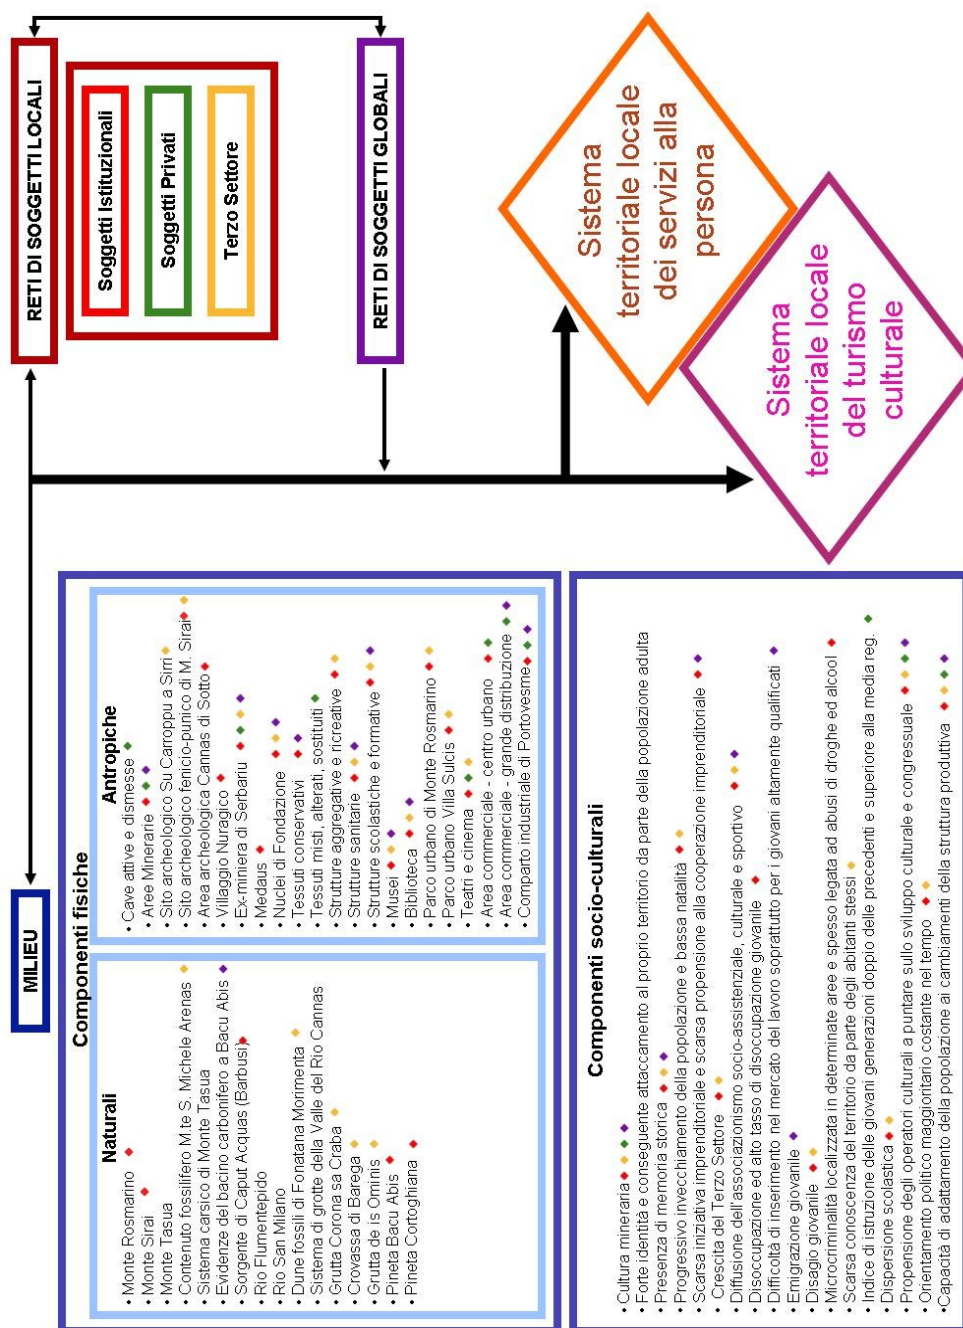 MILIEU
RETI DI SOGGETTI LOCALI
Soggetti Istituzionali
Soggetti Privati
Terzo Settore
RETI DI SOGGETTI GLOBALI
Componenti fisiche
Naturali
• Monte Rosmarino
• Monte Sirai
• Monte Tasua
• Contenuto fossilifero M.te S. Michele Arenas
• Sistema carsico di Monte Tasua
• Evidenze del bacino carbonifero a Bacu Abis
• Sorgente di Caput Acquas (Barbusi)
• Rio Flumentepido
• Rio San Milano
• Dune fossili di Fonatana Morimenta
• Sistema di grotte della Valle del Rio Cannas
• Grutta Corona sa Craba
• Crovassa di Barega
• Grutta de is Ominis
• Pineta Bacu Abis
• Pineta Cortoghiana
Antropiche
• Cave attive e dismesse
• Aree Minerarie
• Sito archeologico Su Carroppu a Sirri
• Sito archeologico fenicio-punico di M. Sirai
• Area archeologica Cannas di Sotto
• Villaggio Nuragico
• Ex-miniera di Serbariu
• Medaus
• Nuclei di Fondazione
• Tessuti conservativi
• Tessuti misti, alterati, sostituiti
• Strutture aggregative e ricreative
• Strutture sanitarie
• Strutture scolastiche e formative
• Musei
• Biblioteca
• Parco urbano di Monte Rosmarino
• Parco urbano Villa Sulcis
• Teatri e cinema
• Area commerciale - centro urbano
• Area commerciale - grande distribuzione
• Comparto industriale di Portovesme
Componenti socio-culturali
• Cultura mineraria
• Forte identità e conseguente attaccamento al proprio territorio da parte della popolazione adulta
• Presenza di memoria storica
• Progressivo invecchiamento della popolazione e bassa natalità
• Scarsa iniziativa imprenditoriale e scarsa propensione alla cooperazione imprenditoriale
• Crescita del Terzo Settore
• Diffusione dell'associazionismo socio-assistenziale, culturale e sportivo
• Disoccupazione ed alto tasso di disoccupazione giovanile
• Difficoltà di inserimento nel mercato del lavoro soprattutto per i giovani altamente qualificati
• Emigrazione giovanile
• Disagio giovanile
• Microcriminalità localizzata in determinate aree e spesso legata ad abusi di droghe ed alcool
• Scarsa conoscenza del territorio da parte degli abitanti stessi
• Indice di istruzione delle giovani generazioni doppio delle precedenti e superiore alla media reg.
• Dispersione scolastica
• Propensione degli operatori culturali a puntare sullo sviluppo culturale e congressuale
• Orientamento politico maggioritario costante nel tempo
• Capacità di adattamento della popolazione ai cambiamenti della struttura produttiva
Sistema
territoriale locale
dei servizi alla
persona
Sistema
territoriale locale
del turismo
culturale